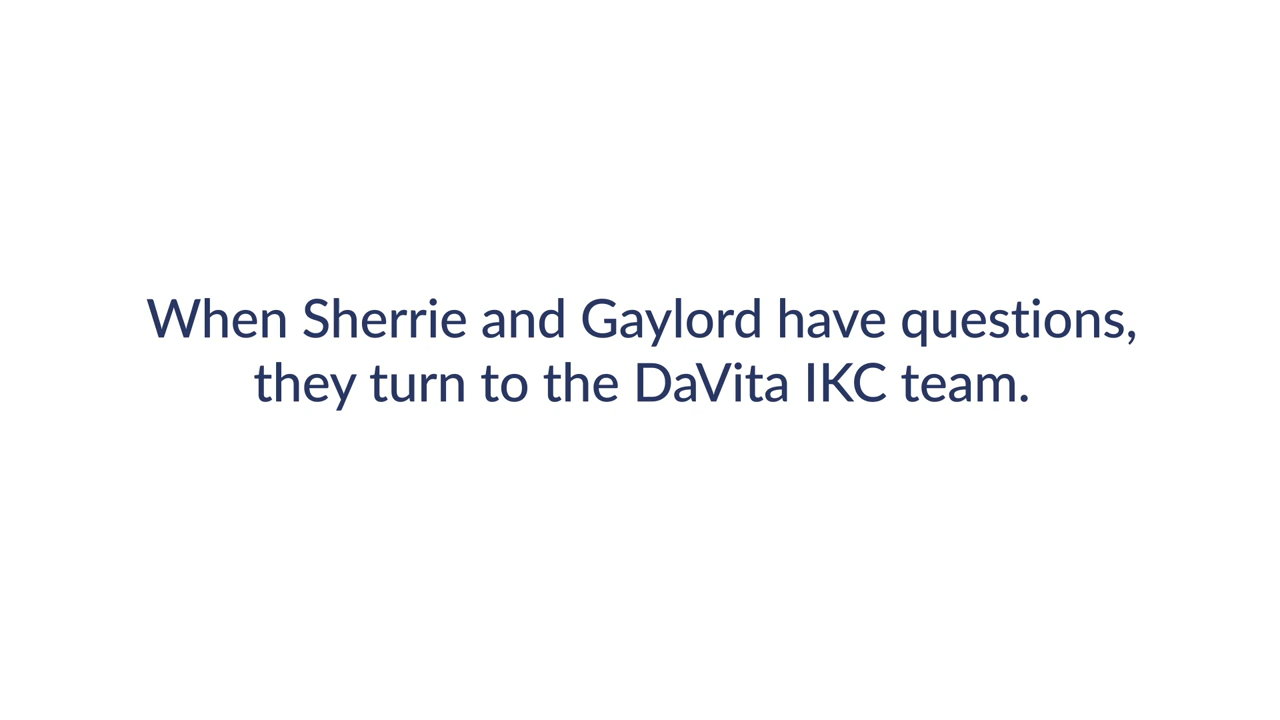 When Sherrie and Gaylord have questions,
they turn to the DaVita IKC team.